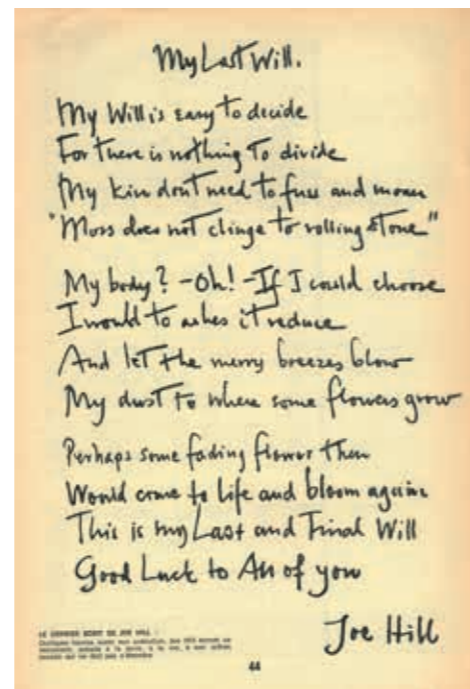 My Last Will.
My Will is easy to decide
For there is nothing To divide
My kin dont need to fuss and moan
"Moss does not clinge to rolling stone"
My body? - Oh! - If I could choose
I would to ashes it reduce
And let the merry breezes blow
My dust to where some flowers grow
Perhaps some fading flower then
Would come to life and bloom again
This is my Last and Final Will
Good Luck to All of you
Joe Hill
LE DERNIER ECRIT DE JOE HILL :
44